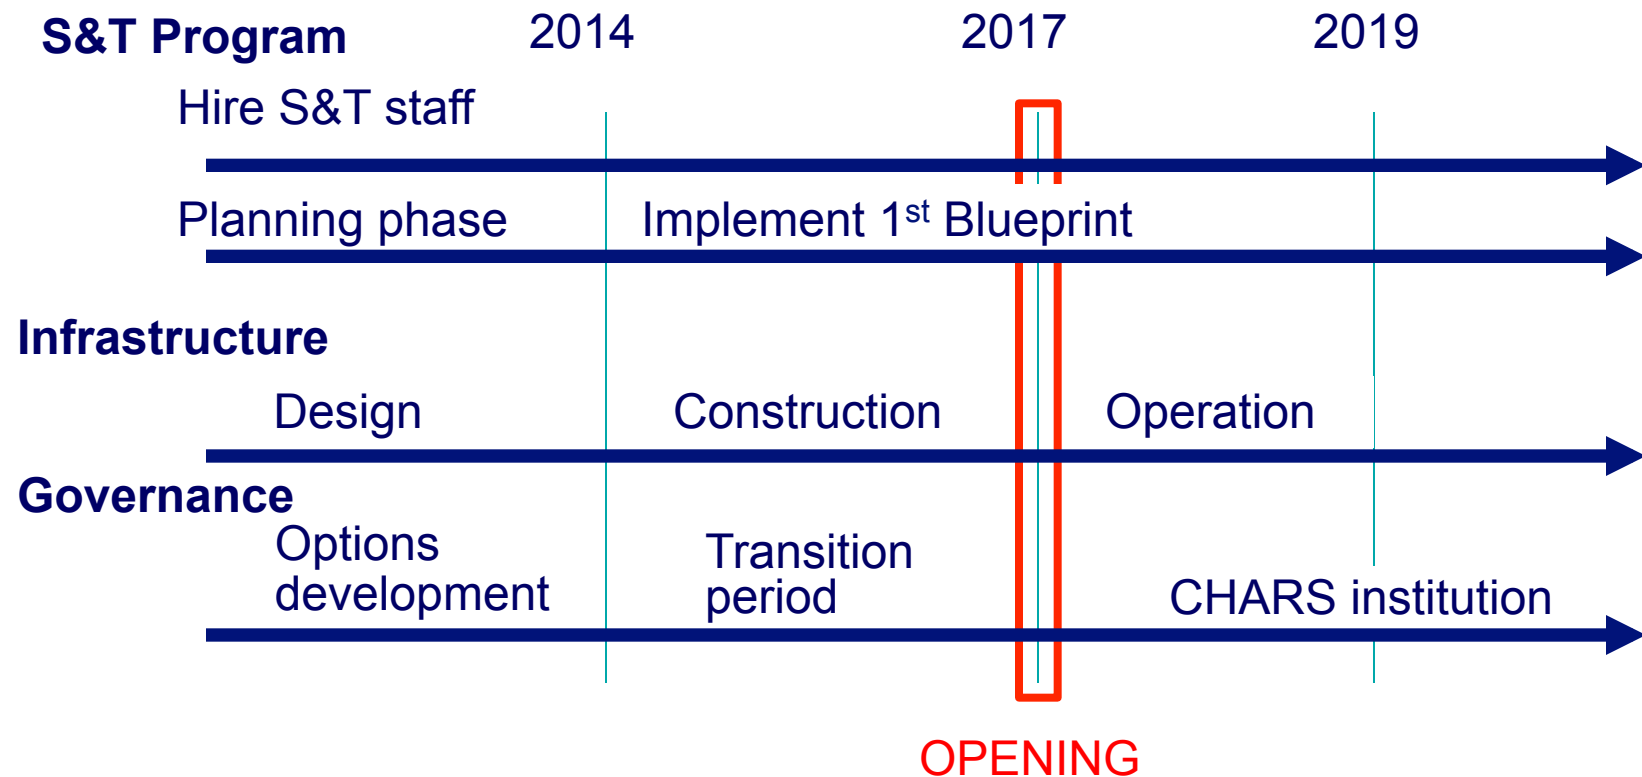 S&T Program 2014 2017 2019
Hire S&T staff
Planning phase Implement 1st Blueprint
Infrastructure
Design Construction Operation
Governance
Options
development
Transition
period
CHARS institution
OPENING